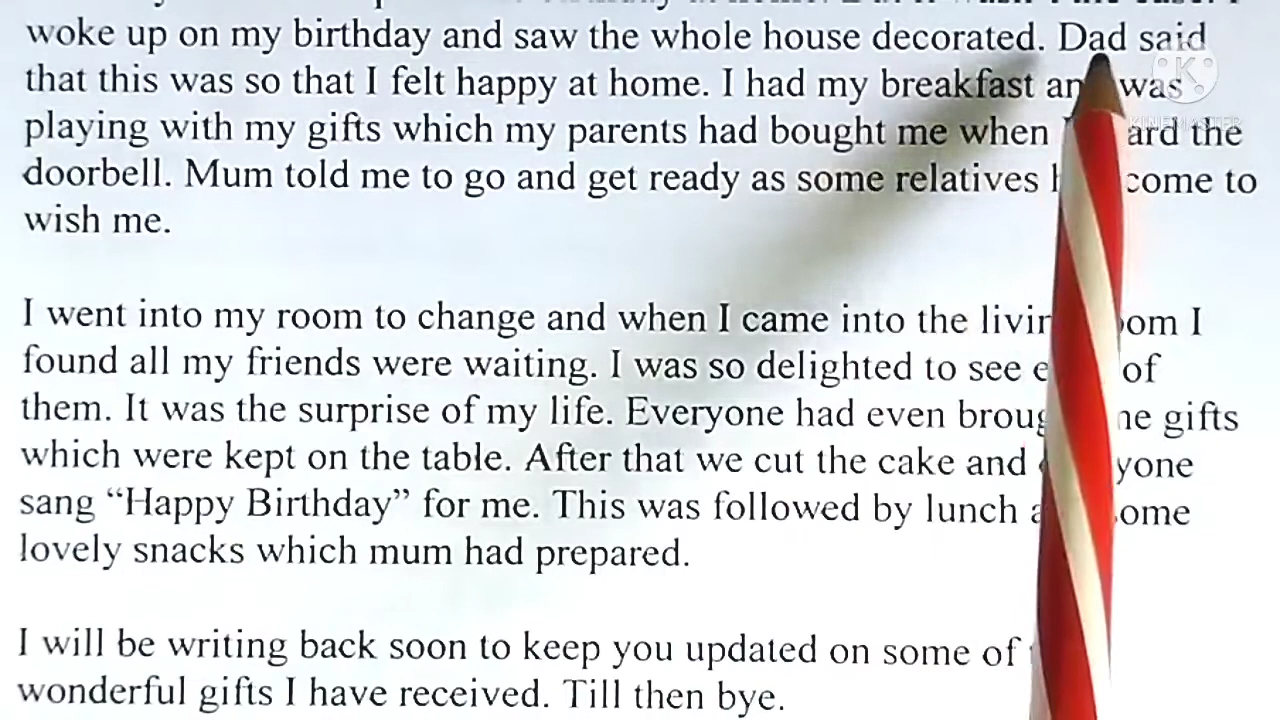 woke up on my birthday and saw the whole house decorated. Dad said
that this was so that I felt happy at home. I had my breakfast was
playing with my gifts which my parents had bought me when the
doorbell. Mum told me to go and get ready as some relatives come to
wish me.
I went into my room to change and when I came into the I
found all my friends were waiting. I was so delighted to see of
them. It was the surprise of my life. Everyone had even gifts
which were kept on the table. After that we cut the cake and
sang “Happy Birthday” for me. This was followed by lunch
lovely snacks which mum had prepared.
I will be writing back soon to keep you updated on some of
wonderful gifts I have received. Till then bye.
K
KINEMASTER